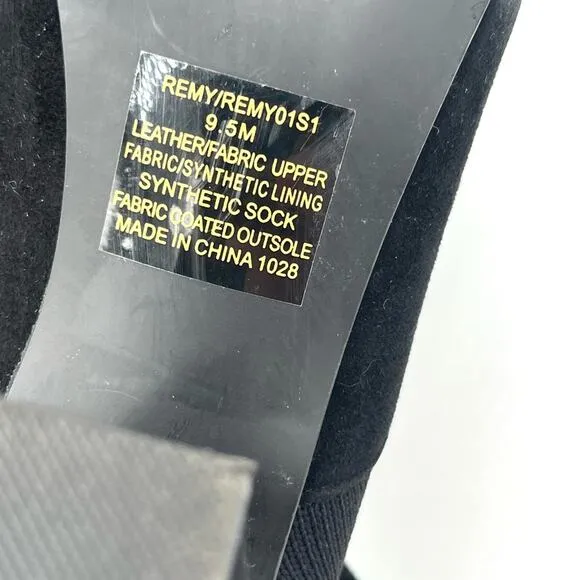 REMY/REMY01S1
9.5M
LEATHER/FABRIC UPPER
FABRIC/SYNTHETIC LINING
SYNTHETIC SOCK
FABRIC COATED OUTSOLE
MADE IN CHINA 1028